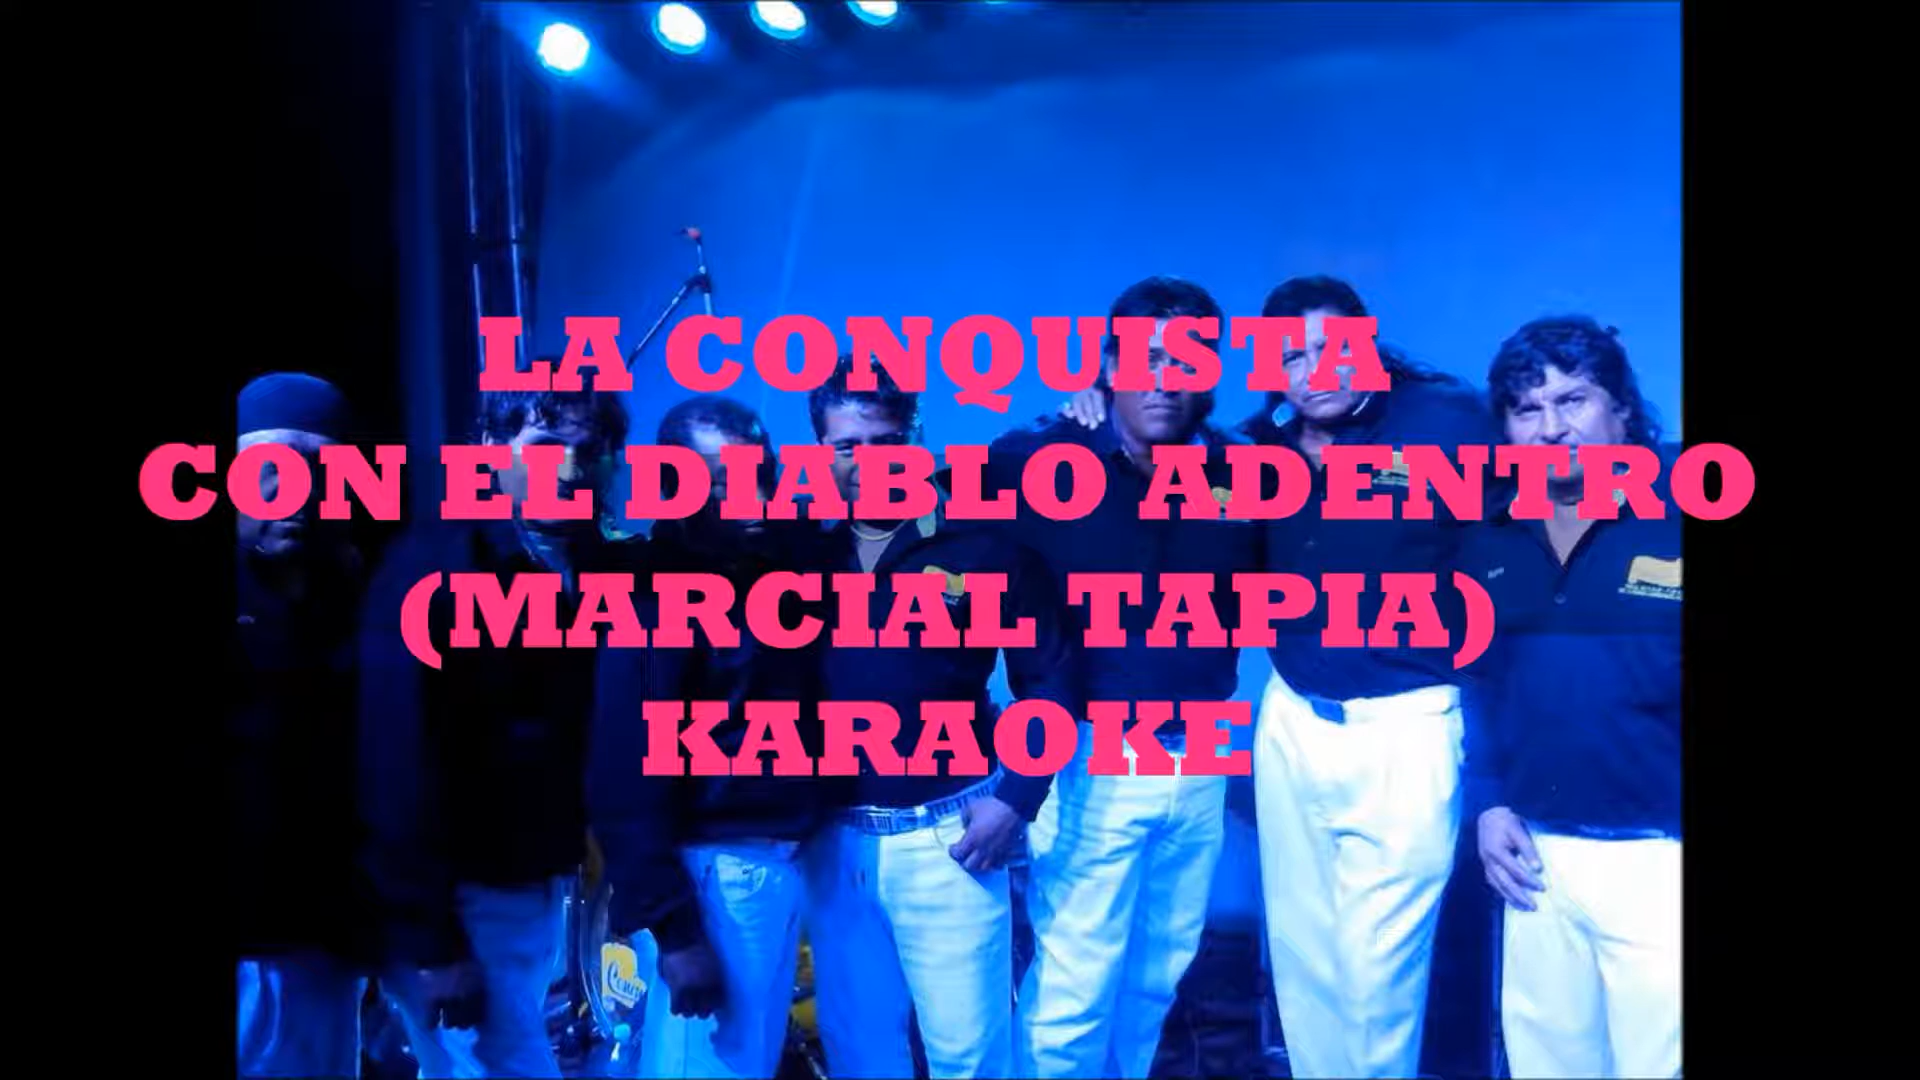 LA CONQUISTA
CON EL DIABLO ADENTRO
(MARCIAL TAPIA)
KARAOKE